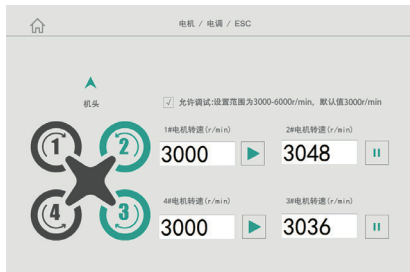 电机 / 电调 / ESC
机头
允许调试:设置范围为3000-6000r/min, 默认值3000r/min
1 2
1#电机转速(r/min) 2#电机转速(r/min)
3000 3048
4 3
4#电机转速(r/min) 3#电机转速(r/min)
3000 3036